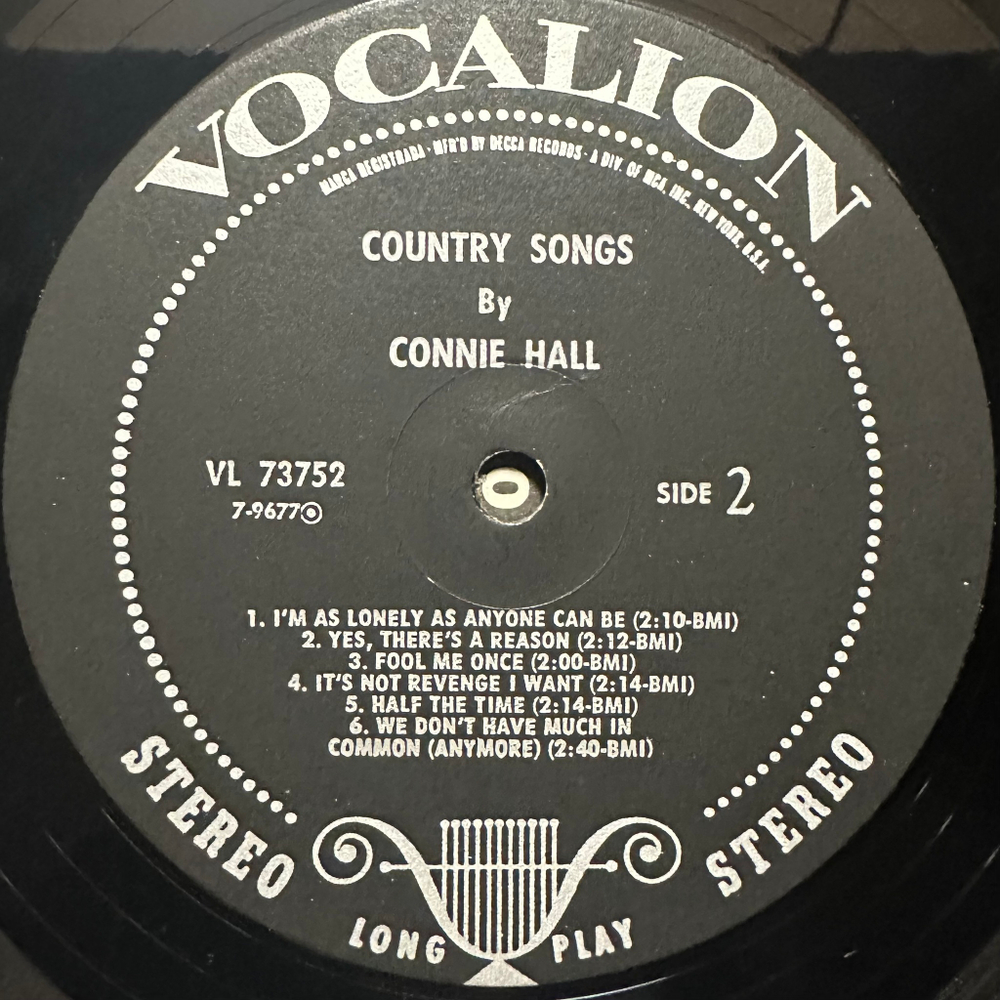 VOCALION
MARCA REGISTRADA · MFR'D BY DECCA RECORDS · A DIV. OF MCA, INC., NEW YORK, U.S.A.
COUNTRY SONGS
By
CONNIE HALL
VL 73752
7-9677
SIDE 2
1. I'M AS LONELY AS ANYONE CAN BE (2:10-BMI)
2. YES, THERE'S A REASON (2:12-BMI)
3. FOOL ME ONCE (2:00-BMI)
4. IT'S NOT REVENGE I WANT (2:14-BMI)
5. HALF THE TIME (2:14-BMI)
6. WE DON'T HAVE MUCH IN
COMMON (ANYMORE) (2:40-BMI)
STEREO
STEREO
LONG PLAY